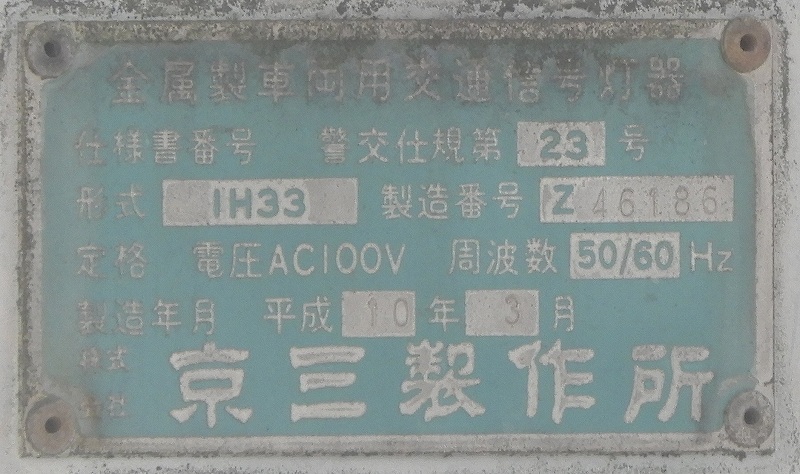 金属製車両用交通信号灯器
仕様書番号 警交仕規第 23 号
形式 1H33 製造番号 Z 46186
定格 電圧AC100V 周波数 50/60 Hz
製造年月 平成 10 年 3 月
株式会社 京三製作所